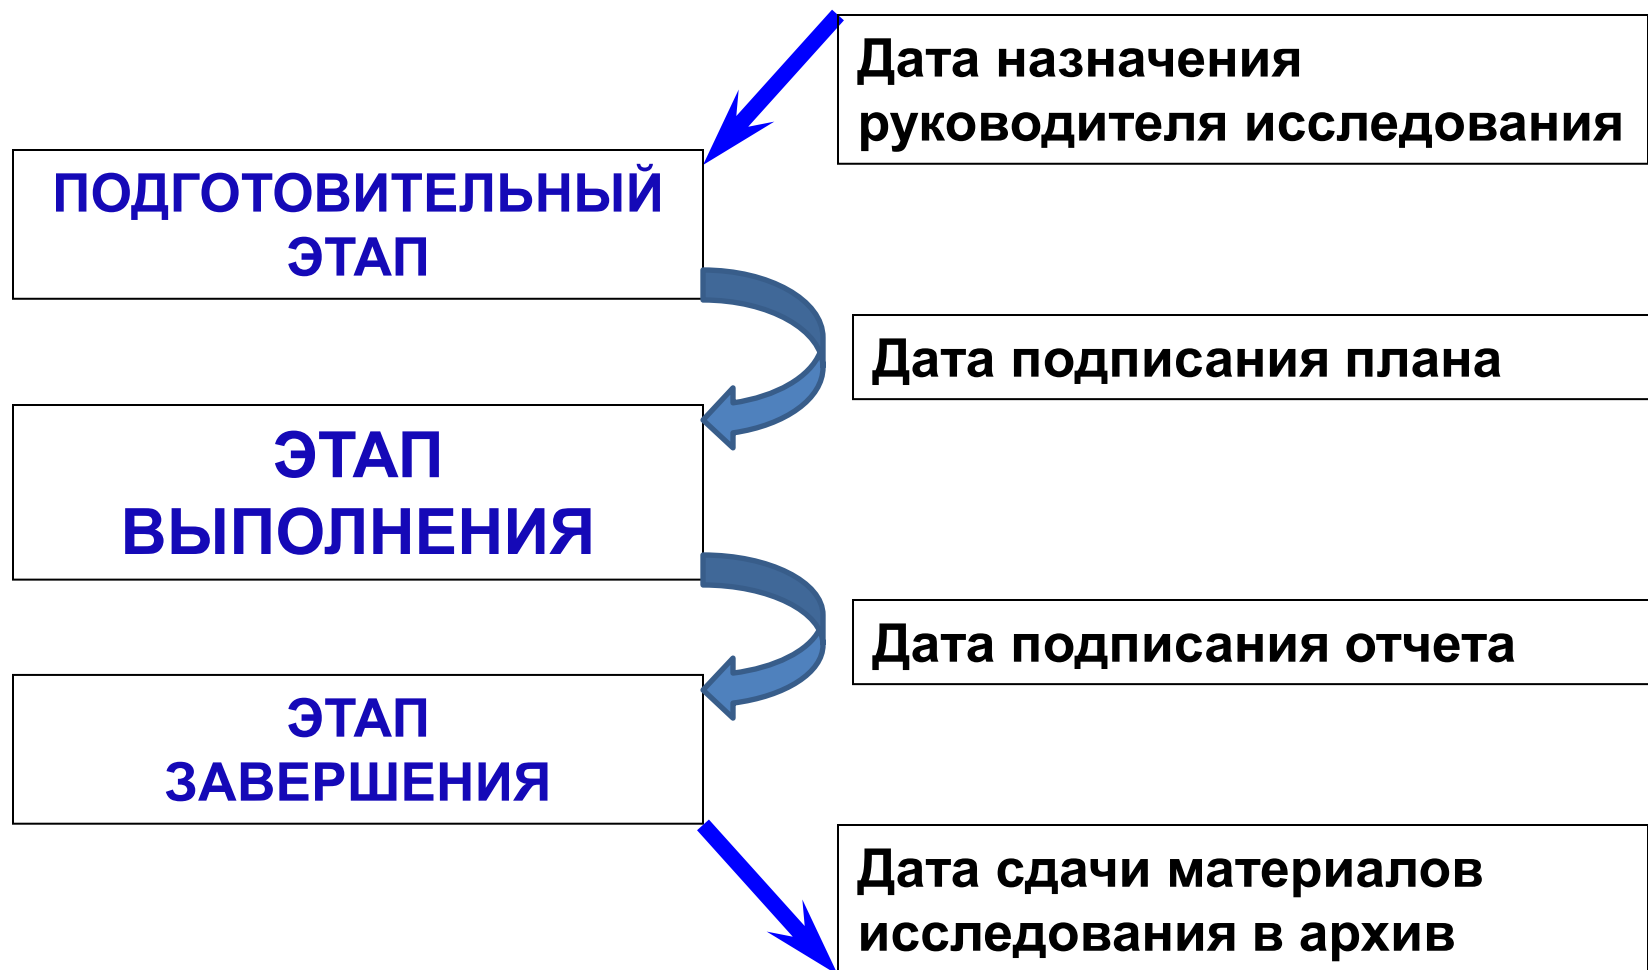 Дата назначения
руководителя исследования
ПОДГОТОВИТЕЛЬНЫЙ
ЭТАП
Дата подписания плана
ЭТАП
ВЫПОЛНЕНИЯ
Дата подписания отчета
ЭТАП
ЗАВЕРШЕНИЯ
Дата сдачи материалов
исследования в архив